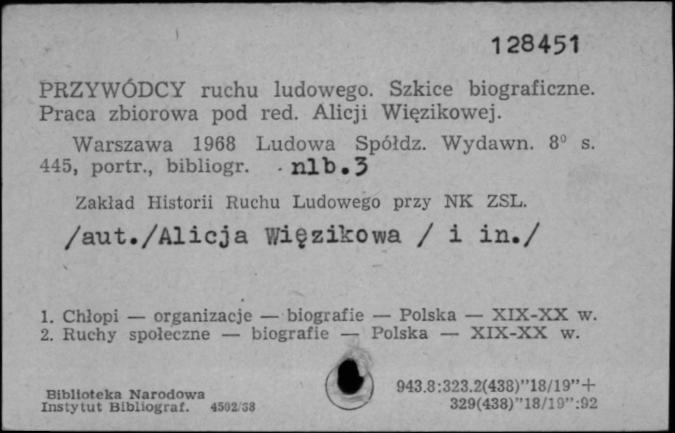 128451
PRZYWÓDCY ruchu ludowego. Szkice biograficzne.
Praca zbiorowa pod red. Alicji Więzikowej.
Warszawa 1968 Ludowa Spółdz. Wydawn. 8⁰ s.
445, portr., bibliogr. nlb.3
Zakład Historii Ruchu Ludowego przy NK ZSL.
/aut./Alicja Więzikowa / i in./
1. Chłopi — organizacje — biografie — Polska — XIX-XX w.
2. Ruchy społeczne — biografie — Polska — XIX-XX w.
Biblioteka Narodowa
Instytut Bibliograf. 4502/68
943.8:323.2(438)"18/19"+
329(438)"18/19":92